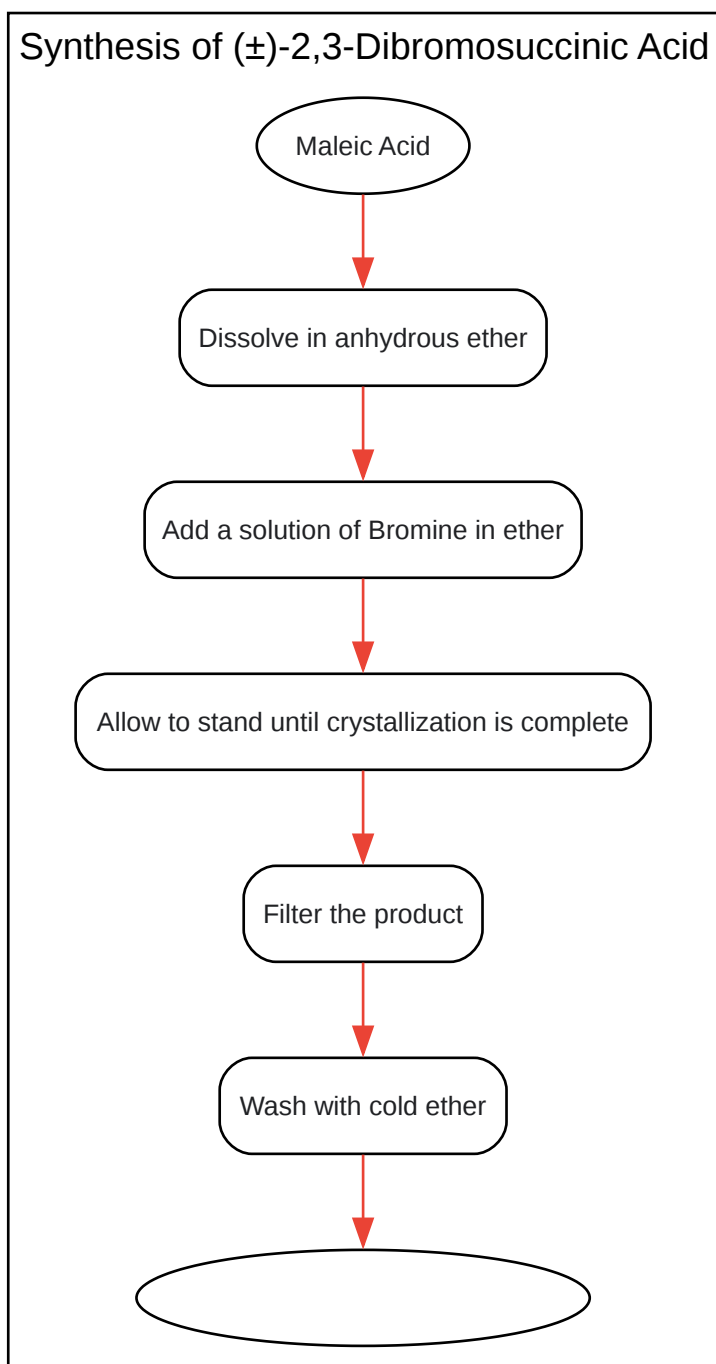 Synthesis of (±)-2,3-Dibromosuccinic Acid
Maleic Acid
Dissolve in anhydrous ether
Add a solution of Bromine in ether
Allow to stand until crystallization is complete
Filter the product
Wash with cold ether